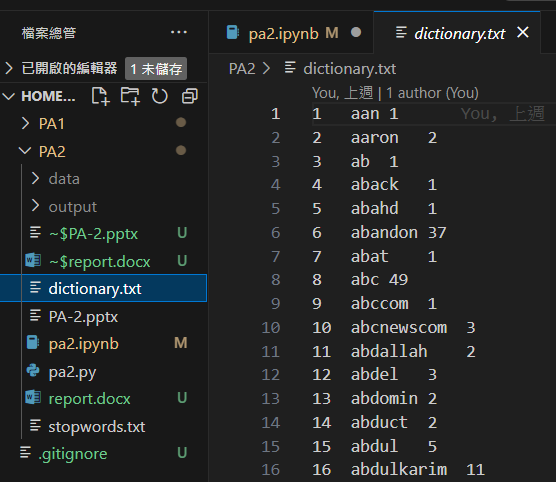 檔案總管 ...
已開啟的編輯器 1 未儲存
HOME...
PA1
PA2
data
output
~$PA-2.pptx U
~$report.docx U
dictionary.txt
PA-2.pptx
pa2.ipynb M
pa2.py
report.docx U
stopwords.txt
.gitignore U
pa2.ipynb M
dictionary.txt
PA2 > dictionary.txt
You, 上週 | 1 author (You)
1 1 aan 1 You, 上週
2 2 aaron 2
3 3 ab 1
4 4 aback 1
5 5 abahd 1
6 6 abandon 37
7 7 abat 1
8 8 abc 49
9 9 abccom 1
10 10 abcnewscom 3
11 11 abdallah 2
12 12 abdel 3
13 13 abdomin 2
14 14 abduct 2
15 15 abdul 5
16 16 abdulkarim 11